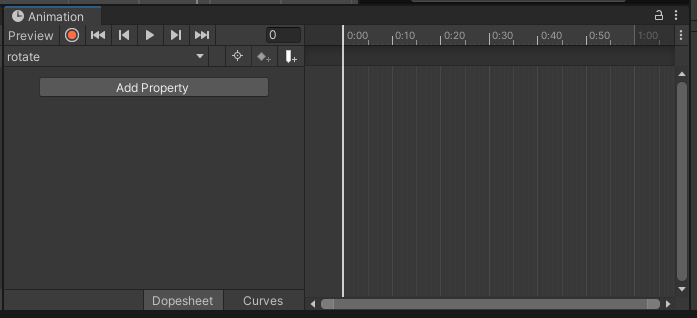 Animation
Preview 0 0:00 0:10 0:20 0:30 0:40 0:50 1:00
rotate
Add Property
Dopesheet Curves